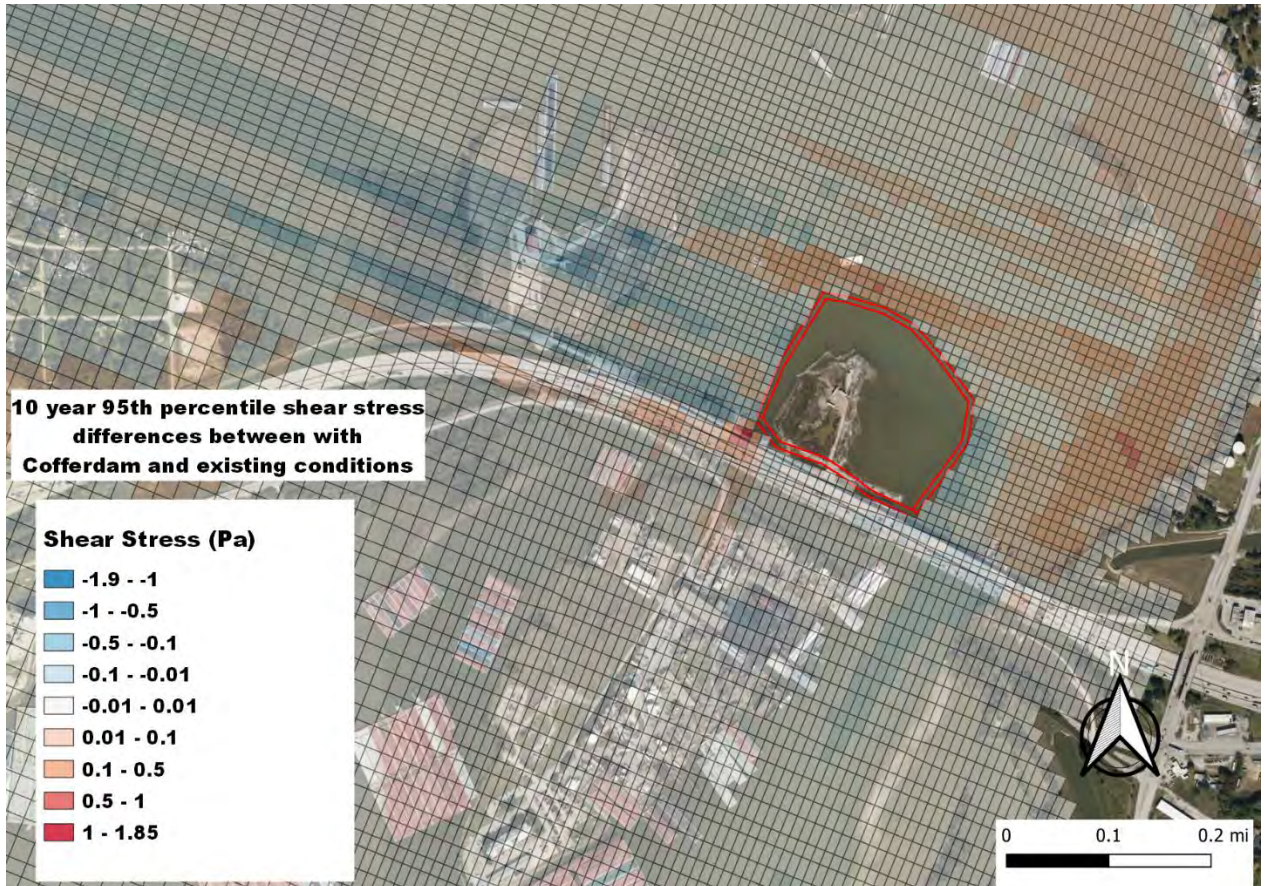 10 year 95th percentile shear stress
differences between with
Cofferdam and existing conditions
Shear Stress (Pa)
-1.9 - -1
-1 - -0.5
-0.5 - -0.1
-0.1 - -0.01
-0.01 - 0.01
0.01 - 0.1
0.1 - 0.5
0.5 - 1
1 - 1.85
N
0 0.1 0.2 mi